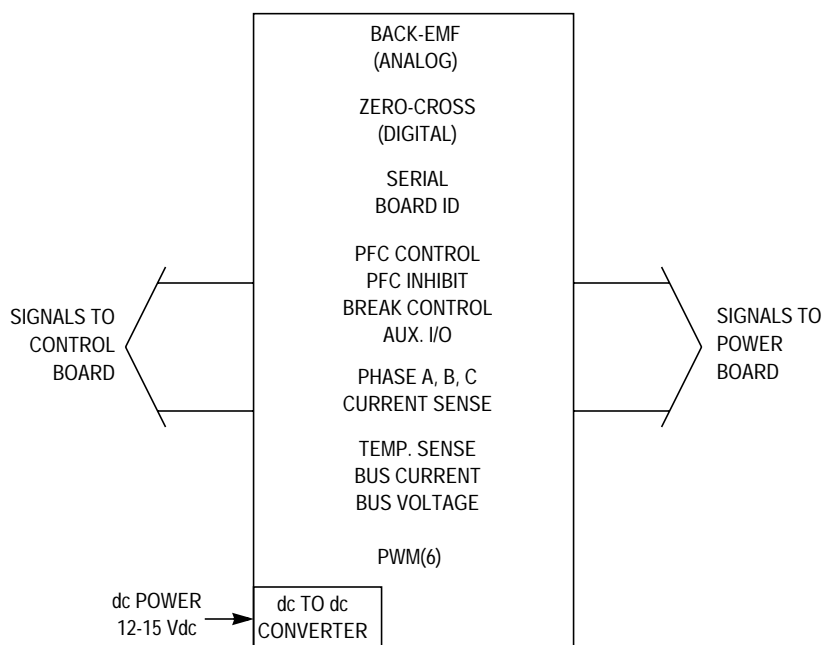 BACK-EMF
(ANALOG)
ZERO-CROSS
(DIGITAL)
SERIAL
BOARD ID
PFC CONTROL
PFC INHIBIT
BREAK CONTROL
AUX. I/O
PHASE A, B, C
CURRENT SENSE
TEMP. SENSE
BUS CURRENT
BUS VOLTAGE
PWM(6)
SIGNALS TO
CONTROL
BOARD
SIGNALS TO
POWER
BOARD
dc POWER
12-15 Vdc
dc TO dc
CONVERTER